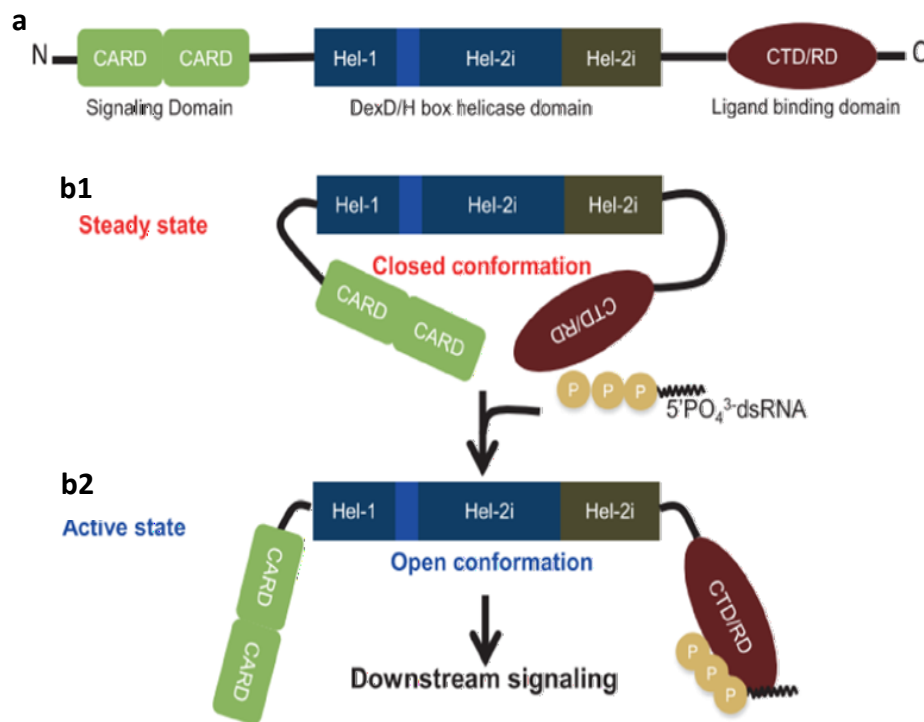 a
N CARD CARD Hel-1 Hel-2i Hel-2i CTD/RD C
Signaling Domain DexD/H box helicase domain Ligand binding domain
b1
Hel-1 Hel-2i Hel-2i
Steady state
Closed conformation
CARD CARD CTD/RD
P P P
5'PO₄³⁻dsRNA
b2
Hel-1 Hel-2i Hel-2i
Active state
Open conformation
CARD CARD CTD/RD
P P P
Downstream signaling